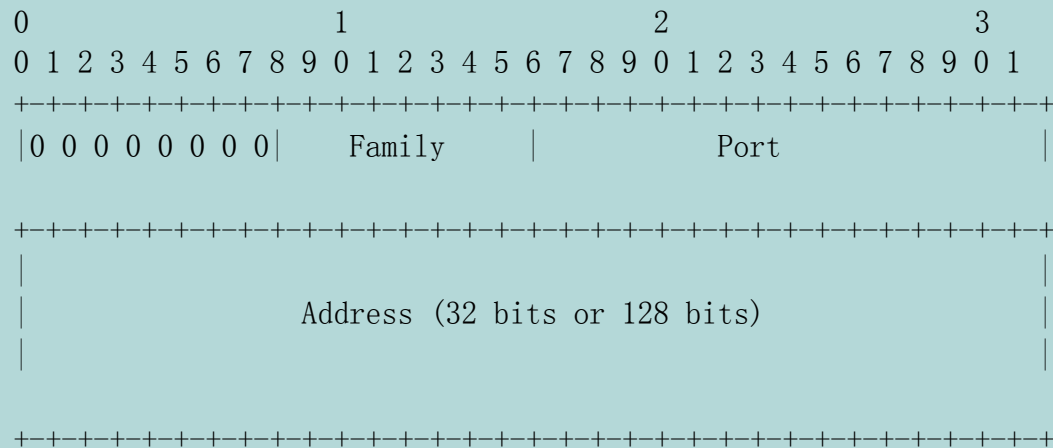 0                   1                   2                   3
0 1 2 3 4 5 6 7 8 9 0 1 2 3 4 5 6 7 8 9 0 1 2 3 4 5 6 7 8 9 0 1
+-+-+-+-+-+-+-+-+-+-+-+-+-+-+-+-+-+-+-+-+-+-+-+-+-+-+-+-+-+-+-+-+
|0 0 0 0 0 0 0 0|    Family     |           Port                |
+-+-+-+-+-+-+-+-+-+-+-+-+-+-+-+-+-+-+-+-+-+-+-+-+-+-+-+-+-+-+-+-+
|                                                               |
|                 Address (32 bits or 128 bits)                 |
|                                                               |
+-+-+-+-+-+-+-+-+-+-+-+-+-+-+-+-+-+-+-+-+-+-+-+-+-+-+-+-+-+-+-+-+